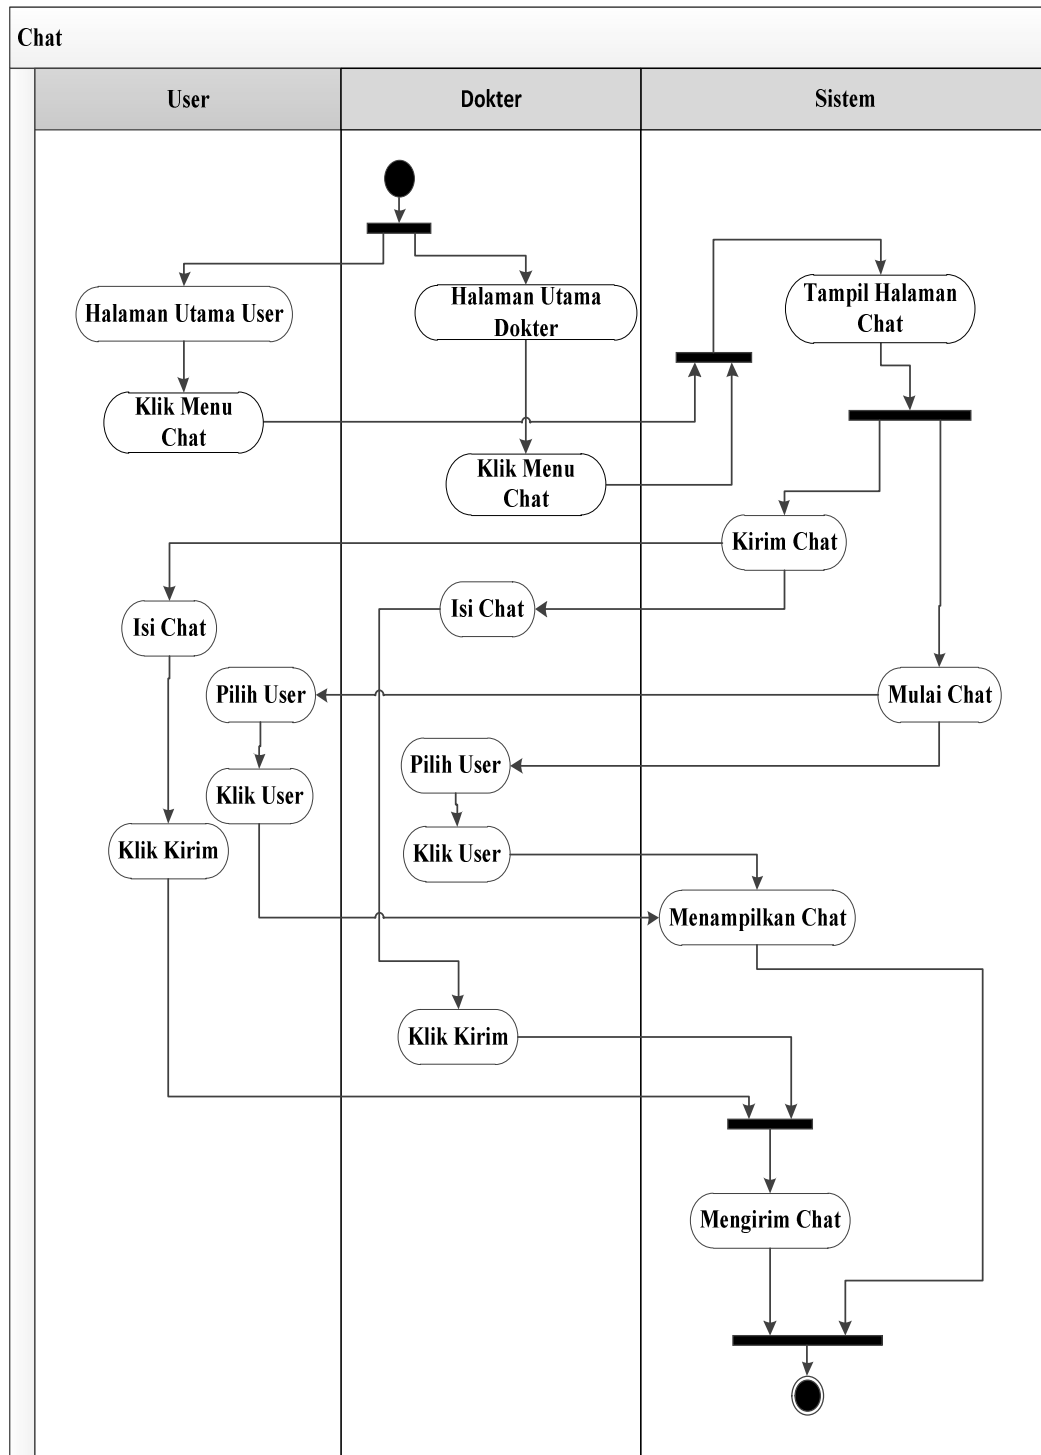 Chat
User
Dokter
Sistem
Halaman Utama User
Halaman Utama
Dokter
Tampil Halaman
Chat
Klik Menu
Chat
Klik Menu
Chat
Kirim Chat
Isi Chat
Isi Chat
Pilih User
Mulai Chat
Pilih User
Klik User
Klik Kirim
Klik User
Menampilkan Chat
Klik Kirim
Mengirim Chat